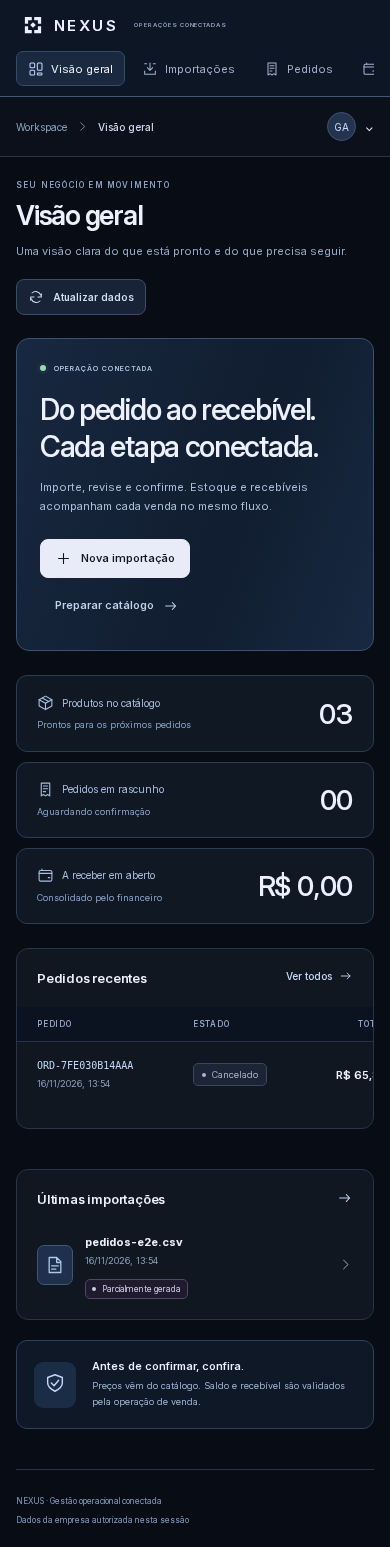 NEXUS OPERAÇÕES CONECTADAS
Visão geral Importações Pedidos
Workspace Visão geral GA
SEU NEGÓCIO EM MOVIMENTO
Visão geral
Uma visão clara do que está pronto e do que precisa seguir.
Atualizar dados
OPERAÇÃO CONECTADA
Do pedido ao recebível.
Cada etapa conectada.
Importe, revise e confirme. Estoque e recebíveis
acompanham cada venda no mesmo fluxo.
Nova importação
Preparar catálogo
Produtos no catálogo
Prontos para os próximos pedidos
03
Pedidos em rascunho
Aguardando confirmação
00
A receber em aberto
Consolidado pelo financeiro
R$ 0,00
Pedidos recentes Ver todos
PEDIDO ESTADO TOT
ORD-7FE030B14AAA
16/11/2026, 13:54
Cancelado
R$ 65,
Últimas importações
pedidos-e2e.csv
16/11/2026, 13:54
Parcialmente gerada
Antes de confirmar, confira.
Preços vêm do catálogo. Saldo e recebível são validados
pela operação de venda.
NEXUS · Gestão operacional conectada
Dados da empresa autorizada nesta sessão